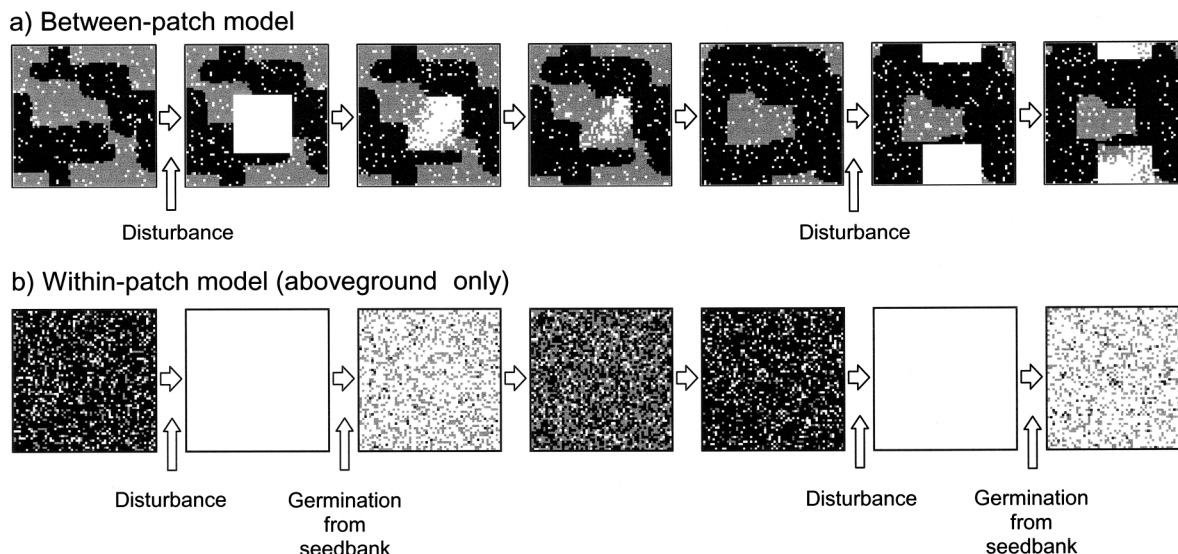 a) Between-patch model
Disturbance
Disturbance
b) Within-patch model (aboveground only)
Disturbance
Germination
from
seedbank
Disturbance
Germination
from
seedbank